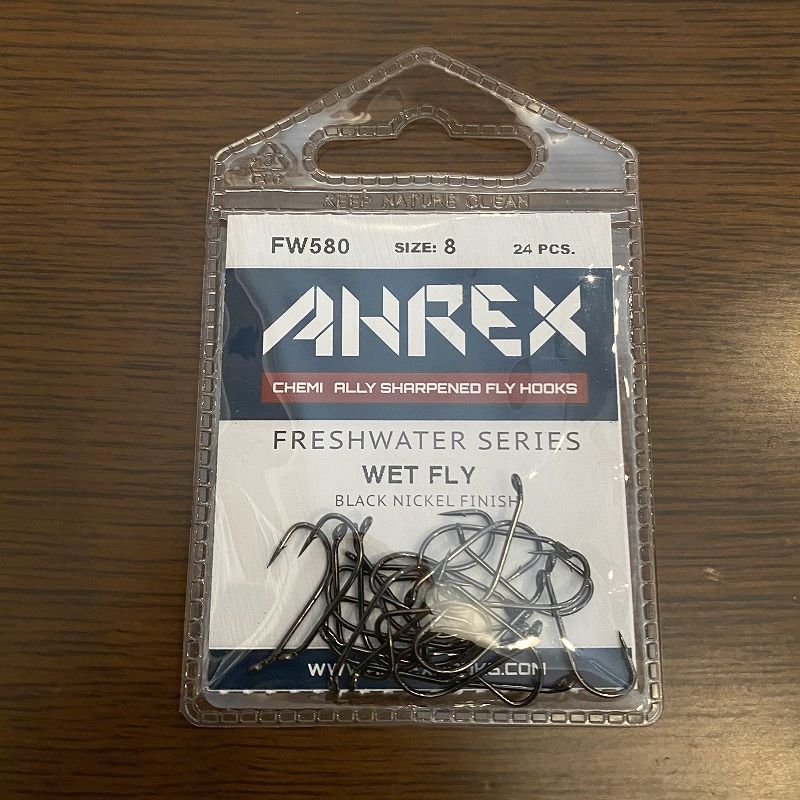 KEEP NATURE CLEAN
FW580 SIZE: 8 24 PCS.
AHREX
CHEMI ALLY SHARPENED FLY HOOKS
FRESHWATER SERIES
WET FLY
BLACK NICKEL FINISH